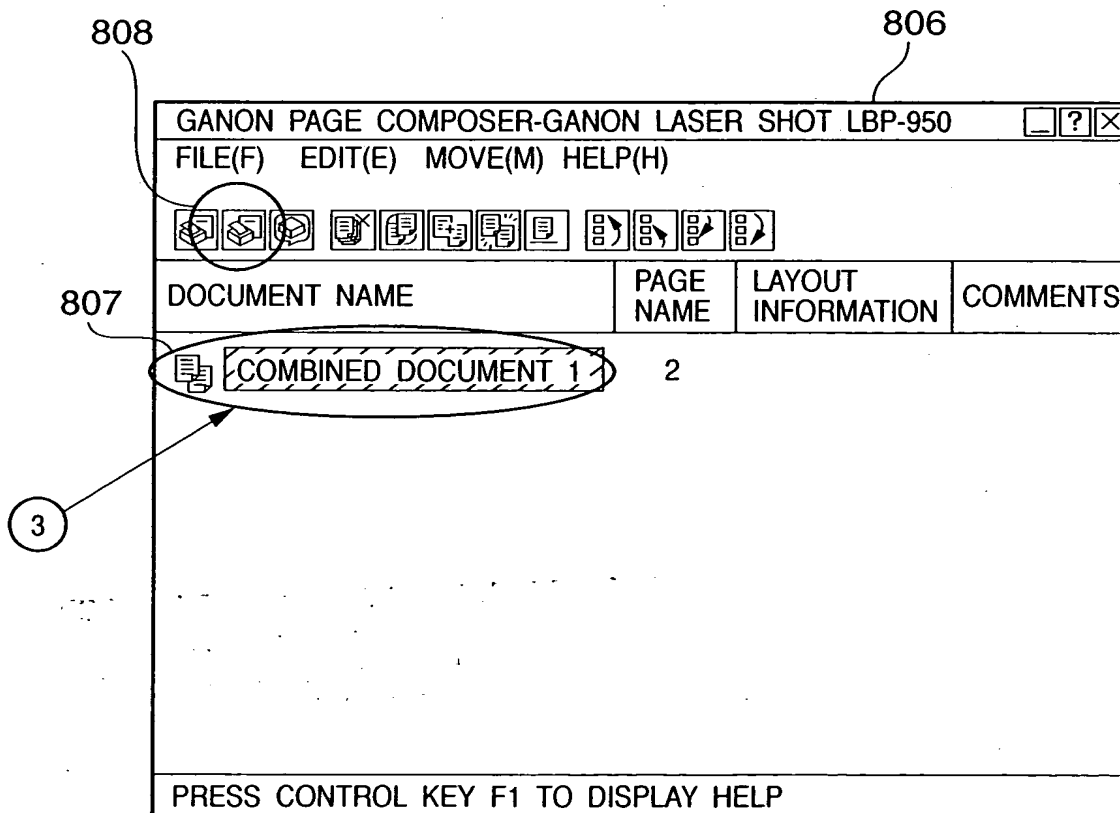 808
806
GANON PAGE COMPOSER-GANON LASER SHOT LBP-950 _ ? X
FILE(F) EDIT(E) MOVE(M) HELP(H)
DOCUMENT NAME
PAGE NAME
LAYOUT INFORMATION
COMMENTS
807
COMBINED DOCUMENT 1 2
3
PRESS CONTROL KEY F1 TO DISPLAY HELP